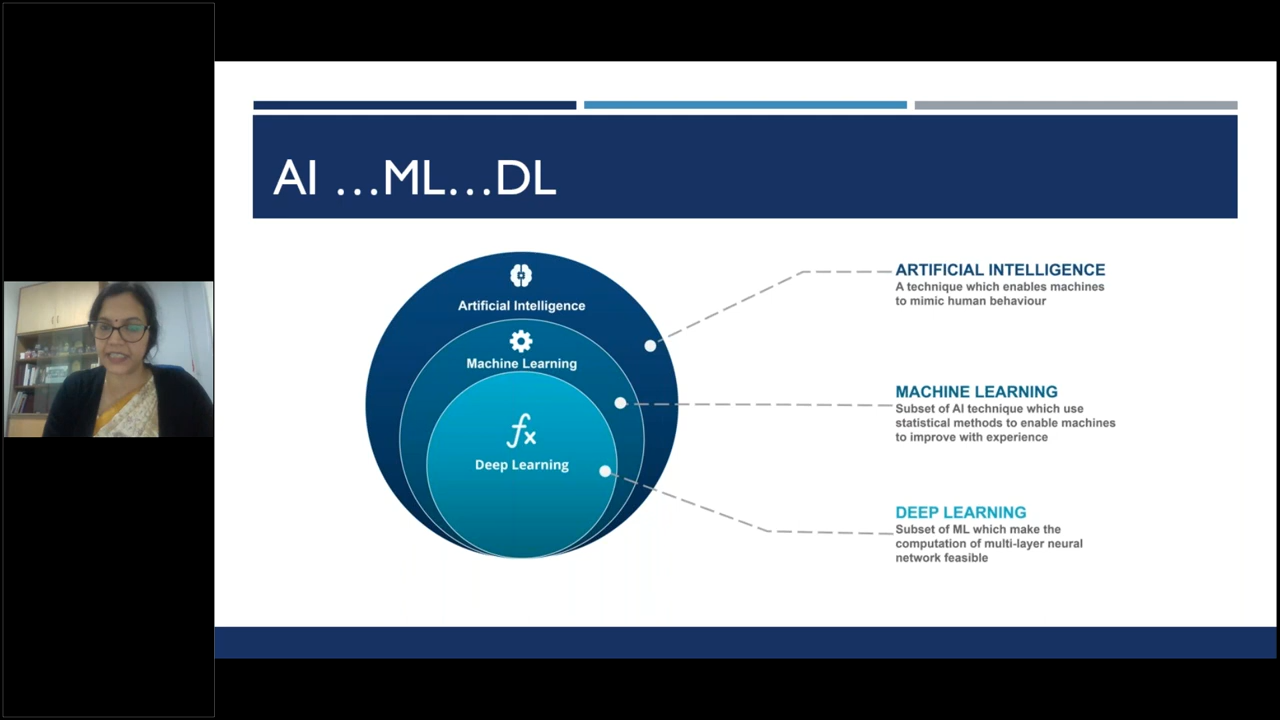 AI ...ML...DL
Artificial Intelligence
Machine Learning
fx
Deep Learning
ARTIFICIAL INTELLIGENCE
A technique which enables machines
to mimic human behaviour
MACHINE LEARNING
Subset of AI technique which use
statistical methods to enable machines
to improve with experience
DEEP LEARNING
Subset of ML which make the
computation of multi-layer neural
network feasible